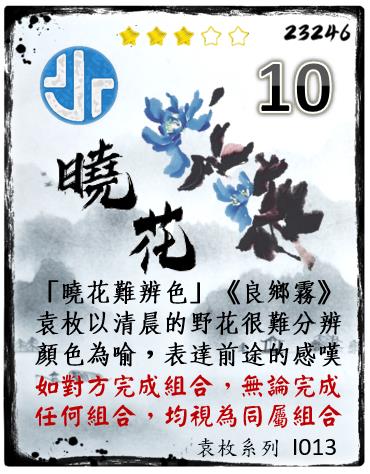 23246
10
曉花
「曉花難辨色」《良鄉霧》
袁枚以清晨的野花很難分辨
顏色為喻，表達前途的感嘆
如對方完成組合，無論完成
任何組合，均視為同屬組合
袁枚系列 I013